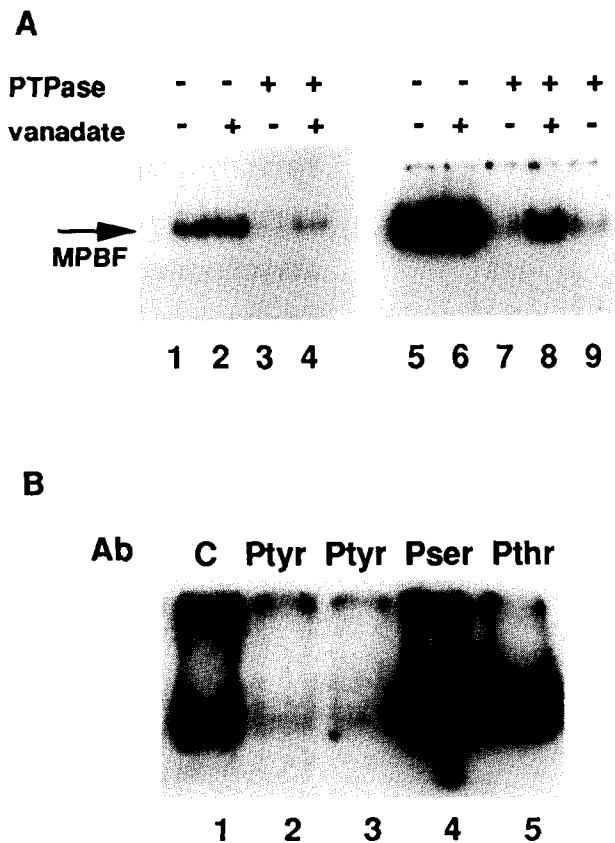 A
PTPase - - + + - - + + +
vanadate - + - + - + - + -
MPBF
1 2 3 4 5 6 7 8 9
B
Ab C Ptyr Ptyr Pser Pthr
1 2 3 4 5